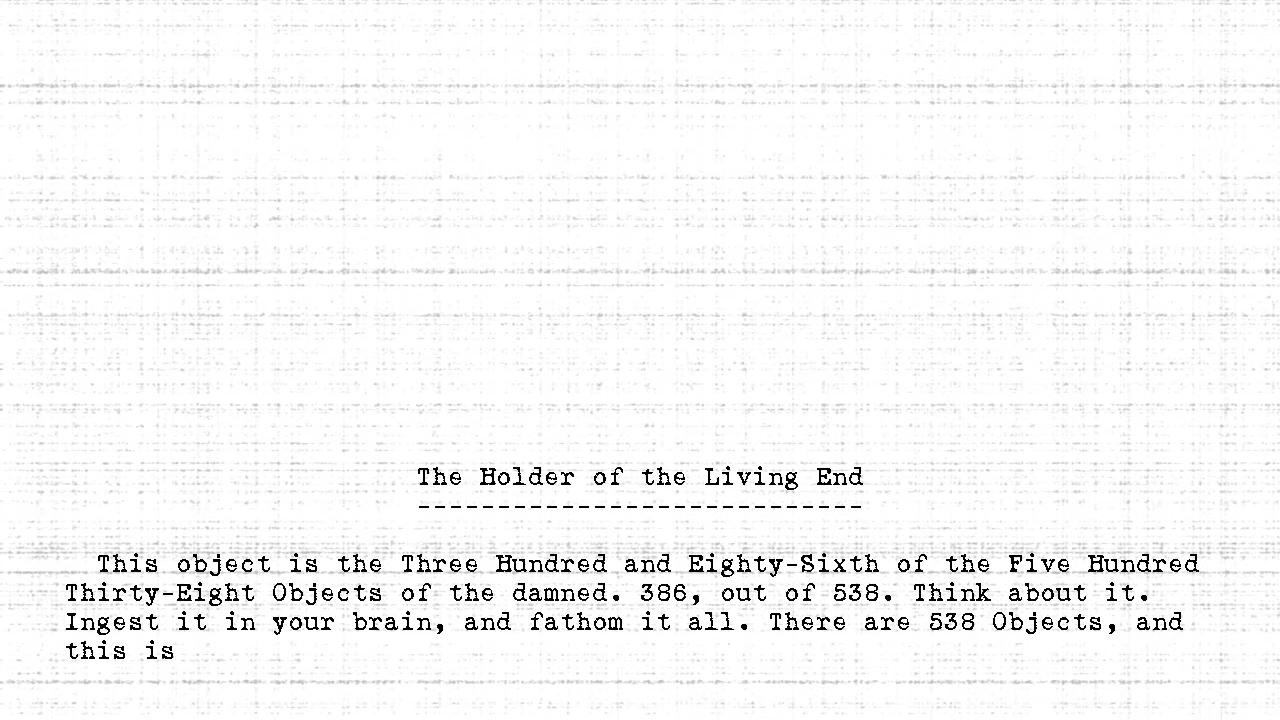 The Holder of the Living End
----------------------------
This object is the Three Hundred and Eighty-Sixth of the Five Hundred
Thirty-Eight Objects of the damned. 386, out of 538. Think about it.
Ingest it in your brain, and fathom it all. There are 538 Objects, and
this is